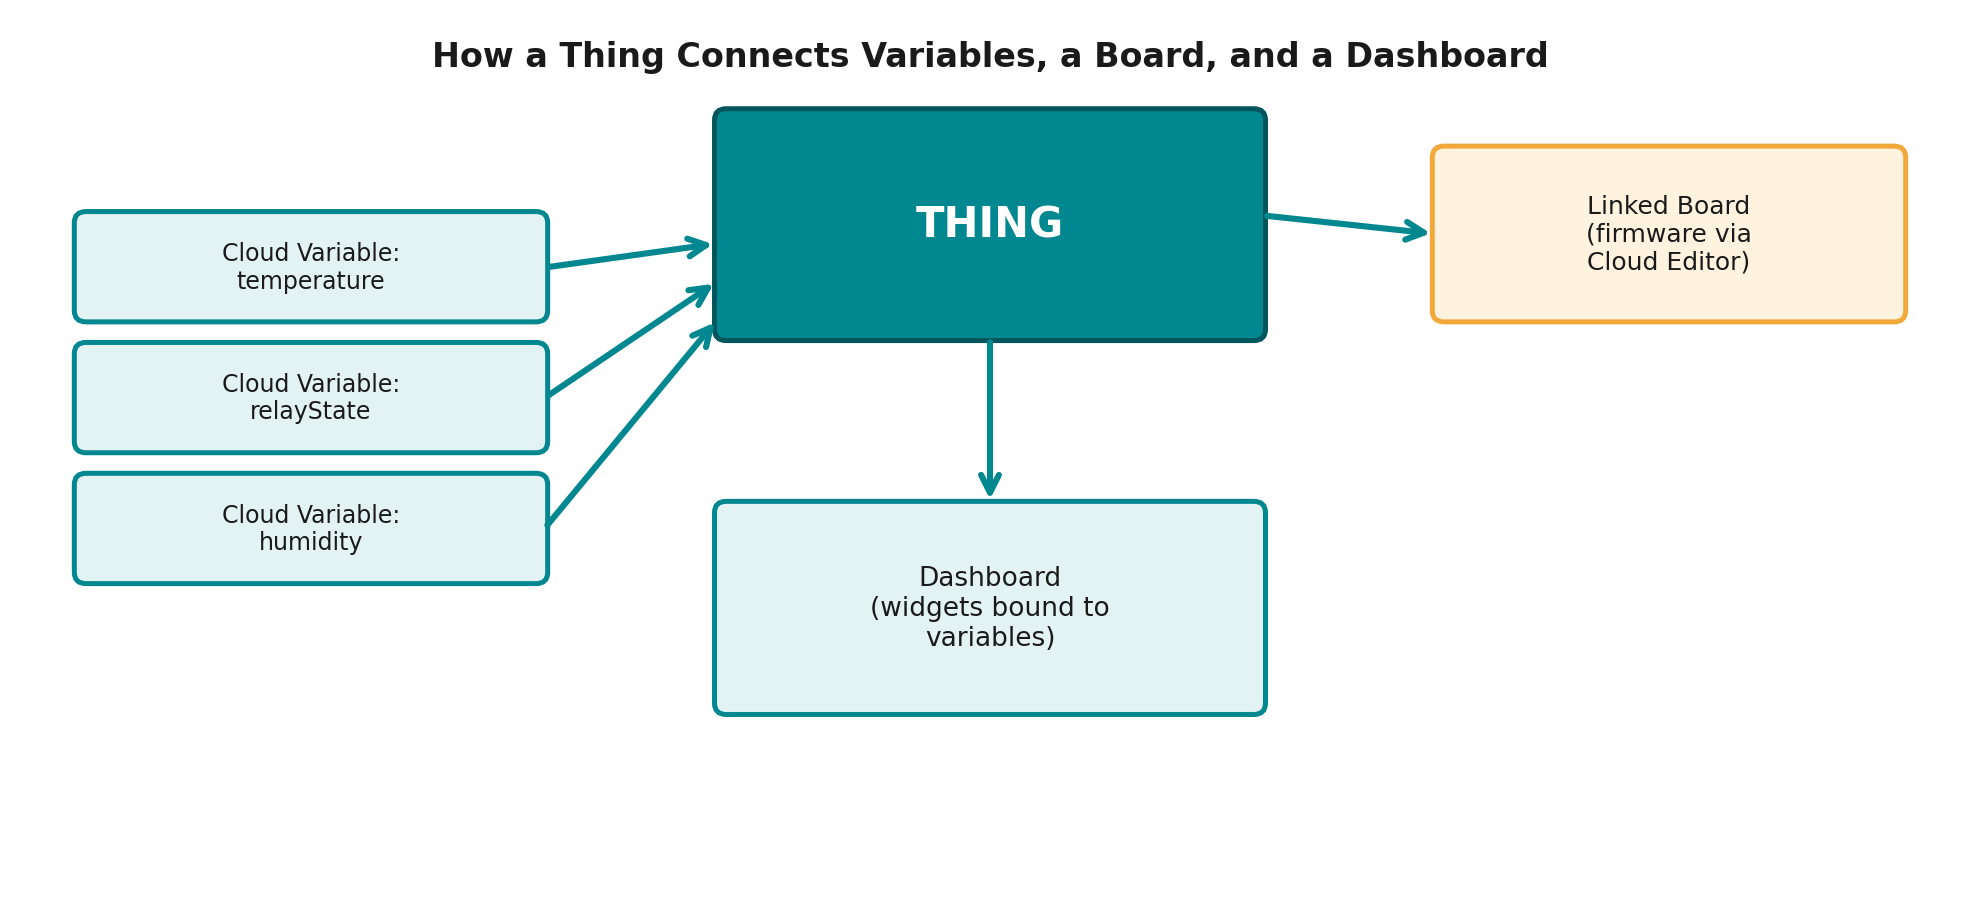 How a Thing Connects Variables, a Board, and a Dashboard
THING
Linked Board
(firmware via
Cloud Editor)
Cloud Variable:
temperature
Cloud Variable:
relayState
Cloud Variable:
humidity
Dashboard
(widgets bound to
variables)